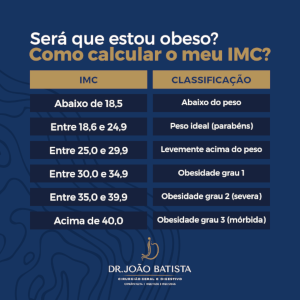 Será que estou obeso?
Como calcular o meu IMC?
IMC CLASSIFICAÇÃO
Abaixo de 18,5 Abaixo do peso
Entre 18,6 e 24,9 Peso ideal (parabéns)
Entre 25,0 e 29,9 Levemente acima do peso
Entre 30,0 e 34,9 Obesidade grau 1
Entre 35,0 e 39,9 Obesidade grau 2 (severa)
Acima de 40,0 Obesidade grau 3 (mórbida)
DR. JOÃO BATISTA
CIRURGIÃO GERAL E DIGESTIVO